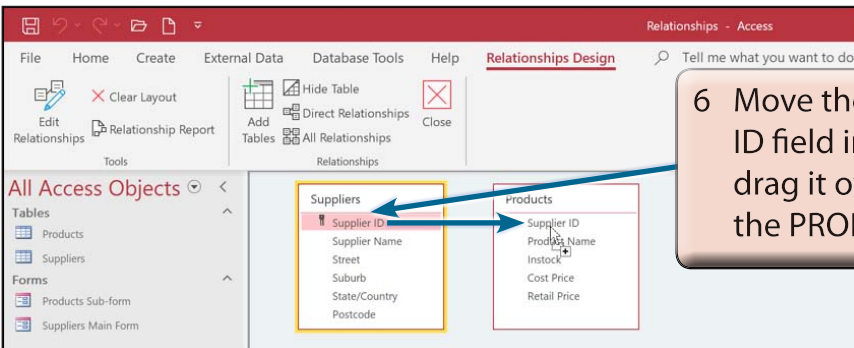 Relationships - Access
File Home Create External Data Database Tools Help Relationships Design Tell me what you want to do
Edit Relationships
Clear Layout
Relationship Report
Tools
Add Tables
Hide Table
Direct Relationships
All Relationships
Close
Relationships
6 Move the
ID field i
drag it o
the PRO
All Access Objects
Tables
Products
Suppliers
Forms
Products Sub-form
Suppliers Main Form
Suppliers
Supplier ID
Supplier Name
Street
Suburb
State/Country
Postcode
Products
Supplier ID
Product Name
Instock
Cost Price
Retail Price